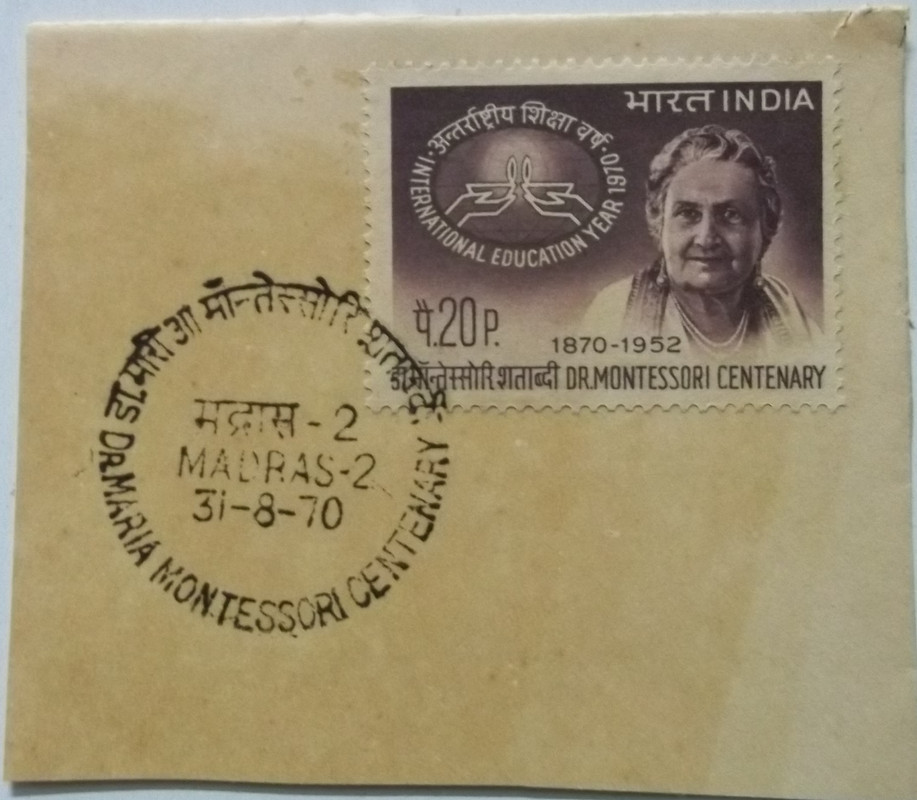 भारत INDIA
अन्तर्राष्ट्रीय शिक्षा वर्ष
INTERNATIONAL EDUCATION YEAR 1970
पै.20 P.
1870-1952
डा.मॉन्तेस्सोरि शताब्दी DR.MONTESSORI CENTENARY
डा. मारीआ मॉन्तेस्सोरि शताब्दी
मद्रास - 2
MADRAS-2
31-8-70
DR. MARIA MONTESSORI CENTENARY